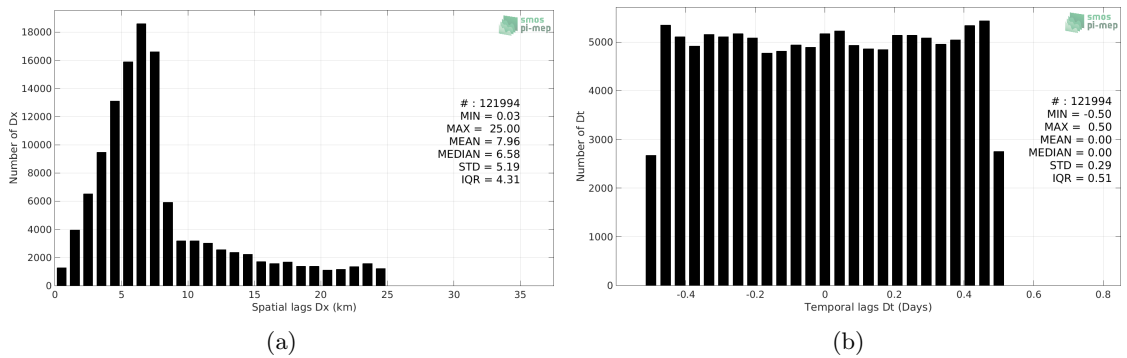 smos
pi-mep
18000
16000
14000
12000
10000
8000
6000
4000
2000
0
Number of Dx
# : 121994
MIN = 0.03
MAX = 25.00
MEAN = 7.96
MEDIAN = 6.58
STD = 5.19
IQR = 4.31
0 5 10 15 20 25 30 35
Spatial lags Dx (km)
(a)
smos
pi-mep
5000
4000
3000
2000
1000
0
Number of Dt
# : 121994
MIN = -0.50
MAX = 0.50
MEAN = 0.00
MEDIAN = 0.00
STD = 0.29
IQR = 0.51
-0.4 -0.2 0 0.2 0.4 0.6 0.8
Temporal lags Dt (Days)
(b)